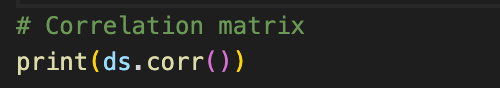 # Correlation matrix
print(ds.corr())